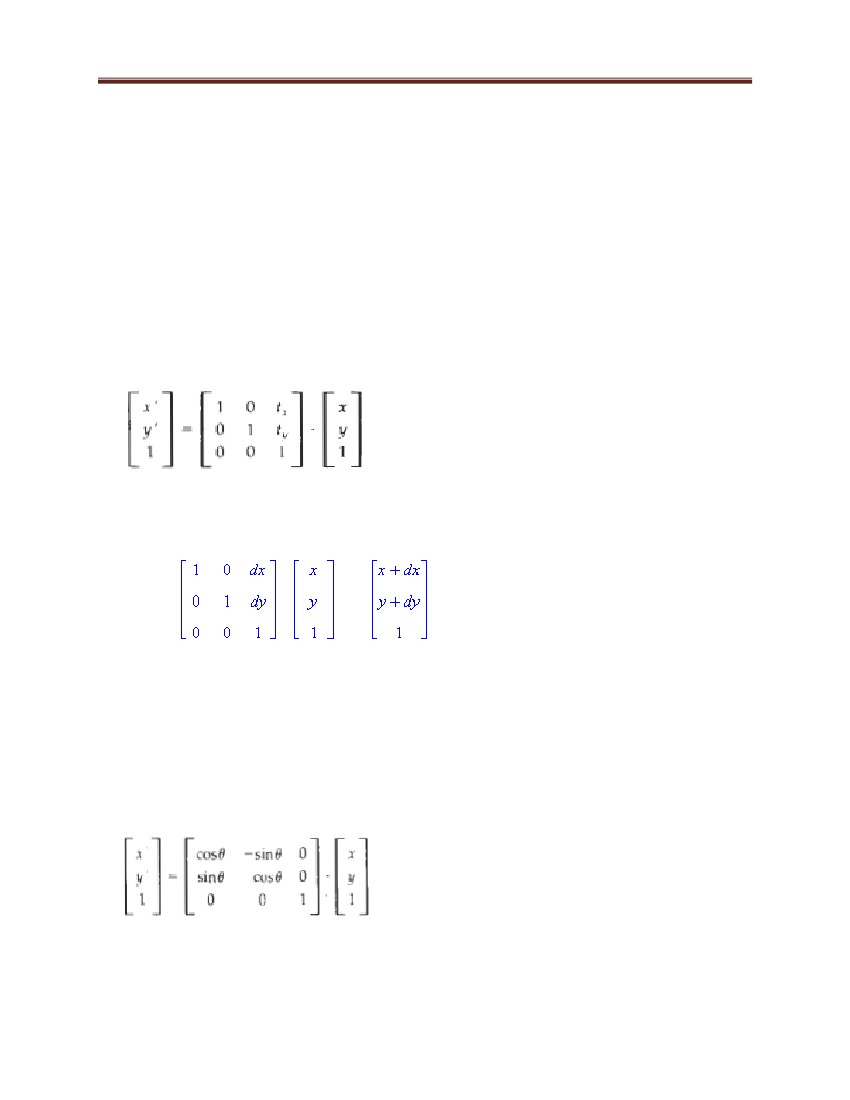 x' 1 0 tx x
y' = 0 1 ty · y
1 0 0 1 1
1 0 dx x x + dx
0 1 dy y y + dy
0 0 1 1 1
x' cosθ −sinθ 0 x
y' = sinθ cosθ 0 · y
1 0 0 1 1